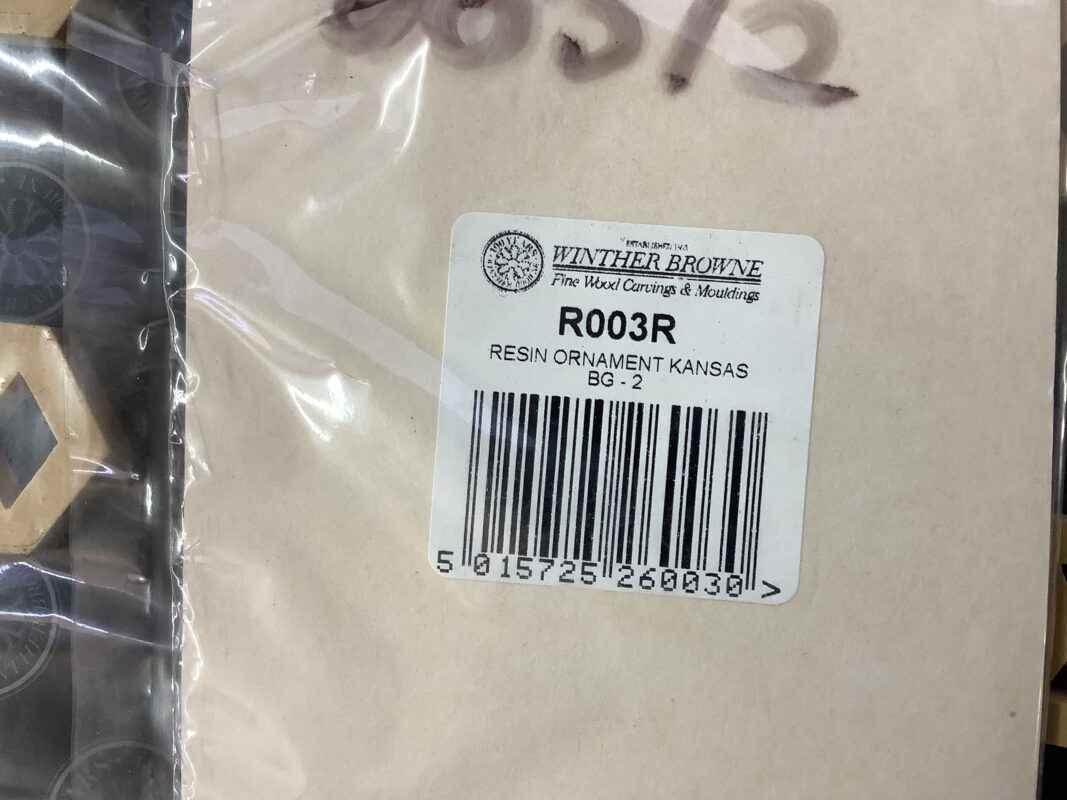 WINTHER BROWNE
Fine Wood Carvings & Mouldings
R003R
RESIN ORNAMENT KANSAS
BG - 2
5 015725 260030 >